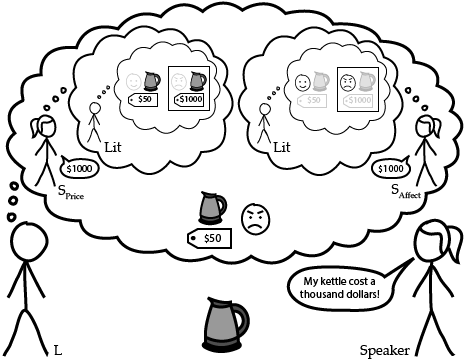 $50
$1000
$50
$1000
Lit
Lit
$1000
$1000
S Price
S Affect
$50
My kettle cost a
thousand dollars!
L
Speaker